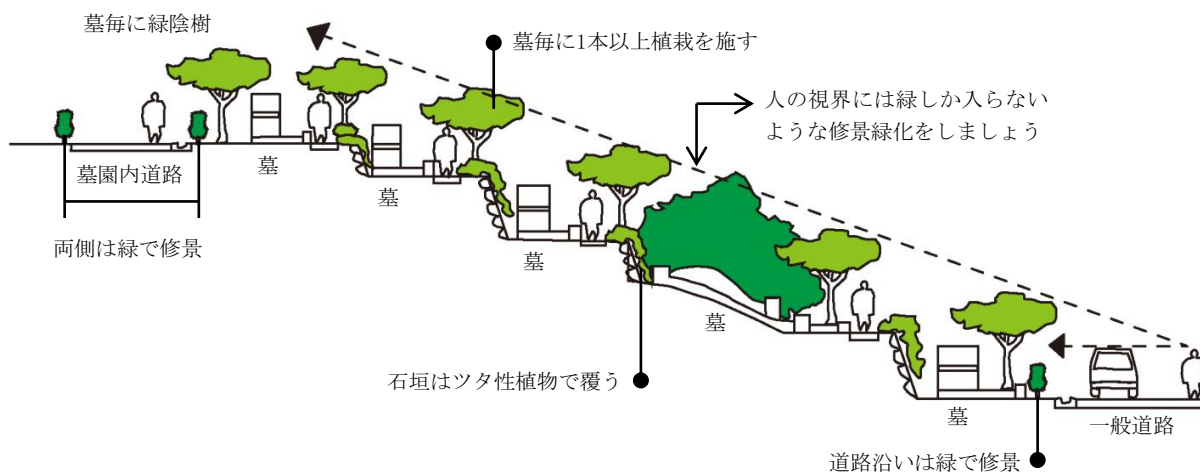 墓毎に緑陰樹
墓毎に1本以上植栽を施す
人の視界には緑しか入らない
ような修景緑化をしましょう
墓園内道路
墓
墓
両側は緑で修景
墓
墓
石垣はツタ性植物で覆う
墓
一般道路
道路沿いは緑で修景